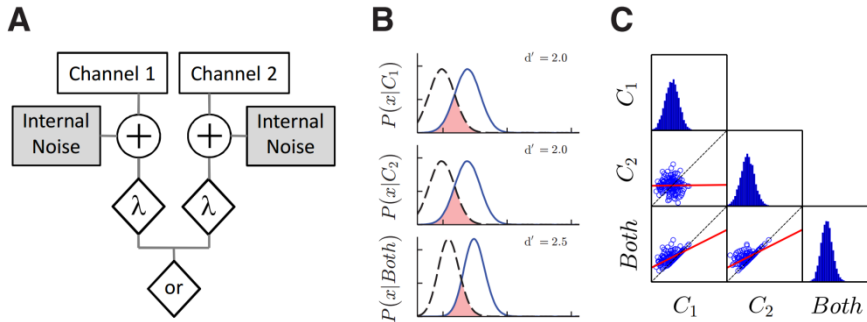 A
Channel 1
Channel 2
Internal
Noise
+
+
Internal
Noise
λ
λ
or
B
P(x|C₁)
d′ = 2.0
P(x|C₂)
d′ = 2.0
P(x|Both)
d′ = 2.5
C
C₁
C₂
Both
C₁
C₂
Both